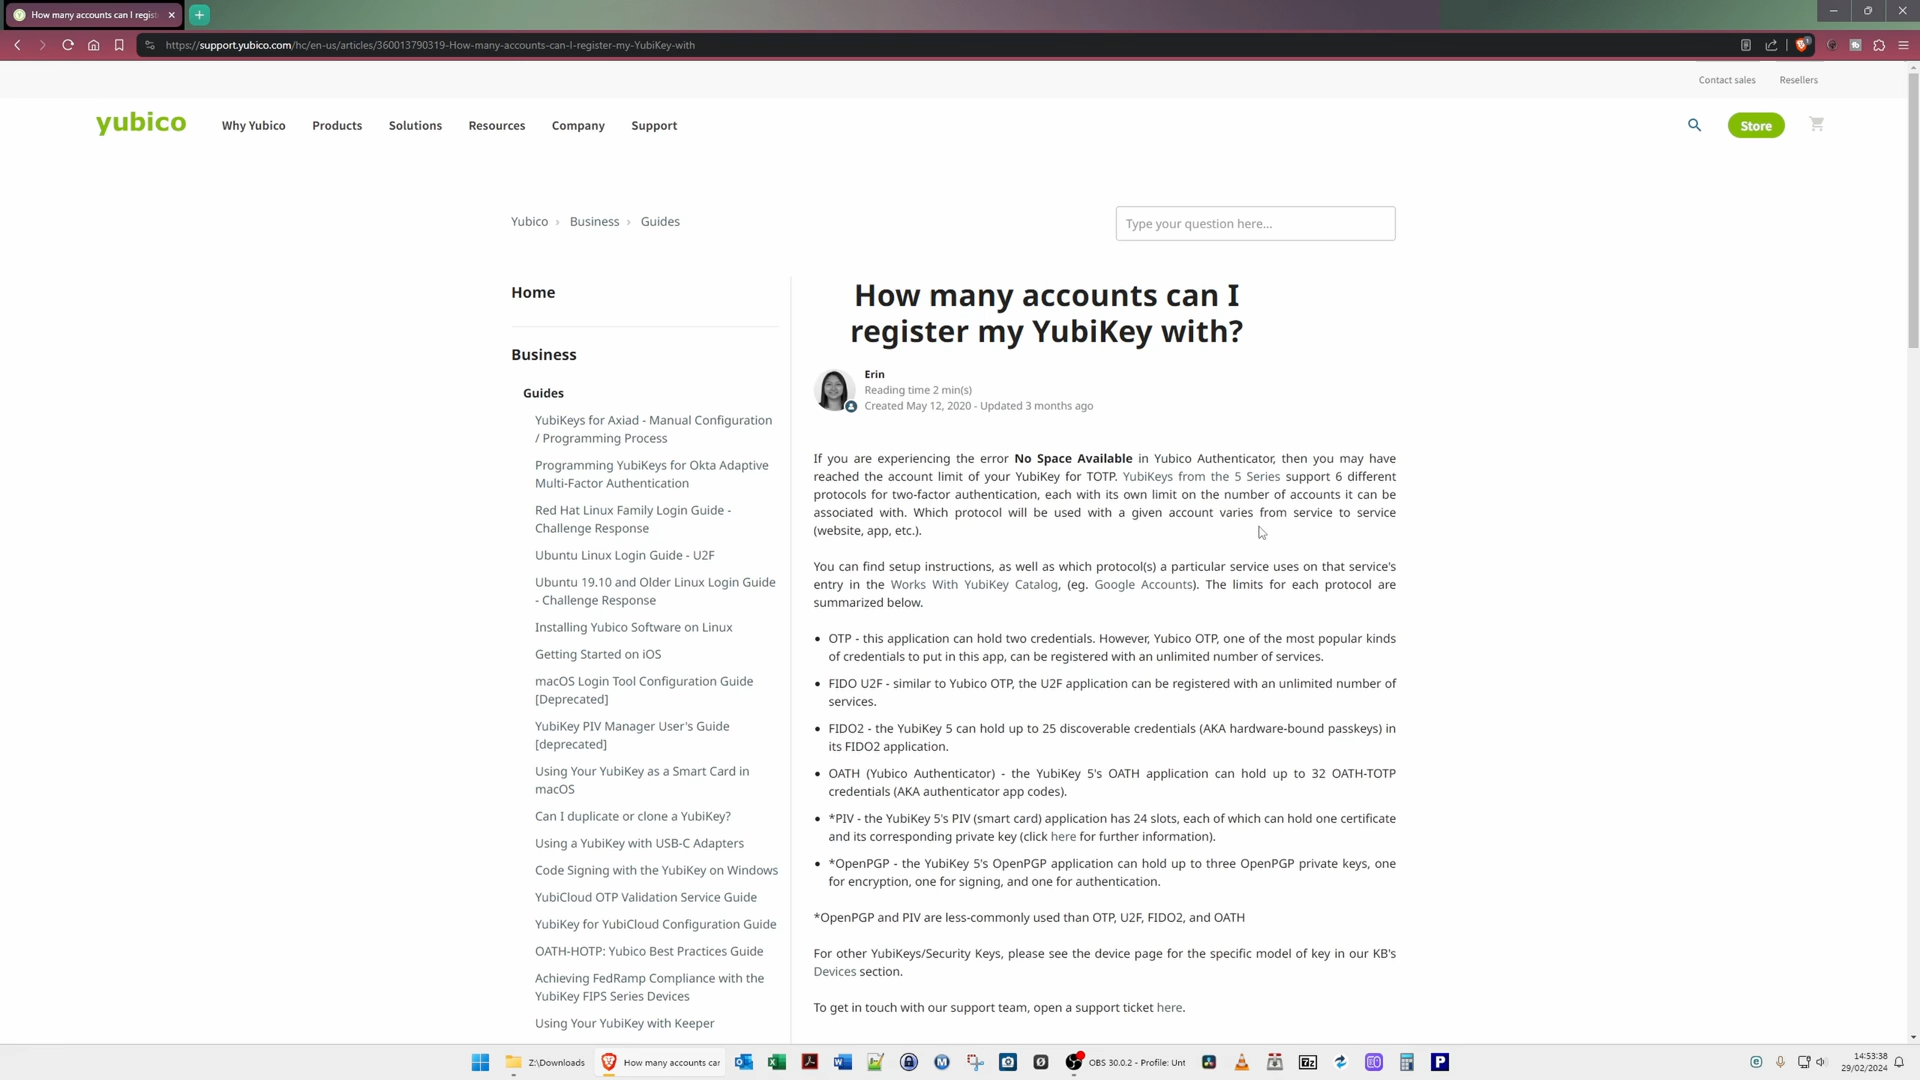 How many accounts can I regist
https://support.yubico.com/hc/en-us/articles/360013790319-How-many-accounts-can-I-register-my-YubiKey-with
Contact sales
Resellers
yubico
Why Yubico
Products
Solutions
Resources
Company
Support
Store
Yubico › Business › Guides
Type your question here...
Home
Business
Guides
YubiKeys for Axiad - Manual Configuration
/ Programming Process
Programming YubiKeys for Okta Adaptive
Multi-Factor Authentication
Red Hat Linux Family Login Guide -
Challenge Response
Ubuntu Linux Login Guide - U2F
Ubuntu 19.10 and Older Linux Login Guide
- Challenge Response
Installing Yubico Software on Linux
Getting Started on iOS
macOS Login Tool Configuration Guide
[Deprecated]
YubiKey PIV Manager User's Guide
[deprecated]
Using Your YubiKey as a Smart Card in
macOS
Can I duplicate or clone a YubiKey?
Using a YubiKey with USB-C Adapters
Code Signing with the YubiKey on Windows
YubiCloud OTP Validation Service Guide
YubiKey for YubiCloud Configuration Guide
OATH-HOTP: Yubico Best Practices Guide
Achieving FedRamp Compliance with the
YubiKey FIPS Series Devices
Using Your YubiKey with Keeper
How many accounts can I
register my YubiKey with?
Erin
Reading time 2 min(s)
Created May 12, 2020 - Updated 3 months ago
If you are experiencing the error No Space Available in Yubico Authenticator, then you may have
reached the account limit of your YubiKey for TOTP. YubiKeys from the 5 Series support 6 different
protocols for two-factor authentication, each with its own limit on the number of accounts it can be
associated with. Which protocol will be used with a given account varies from service to service
(website, app, etc.).
You can find setup instructions, as well as which protocol(s) a particular service uses on that service's
entry in the Works With YubiKey Catalog, (eg. Google Accounts). The limits for each protocol are
summarized below.
• OTP - this application can hold two credentials. However, Yubico OTP, one of the most popular kinds
of credentials to put in this app, can be registered with an unlimited number of services.
• FIDO U2F - similar to Yubico OTP, the U2F application can be registered with an unlimited number of
services.
• FIDO2 - the YubiKey 5 can hold up to 25 discoverable credentials (AKA hardware-bound passkeys) in
its FIDO2 application.
• OATH (Yubico Authenticator) - the YubiKey 5's OATH application can hold up to 32 OATH-TOTP
credentials (AKA authenticator app codes).
• *PIV - the YubiKey 5's PIV (smart card) application has 24 slots, each of which can hold one certificate
and its corresponding private key (click here for further information).
• *OpenPGP - the YubiKey 5's OpenPGP application can hold up to three OpenPGP private keys, one
for encryption, one for signing, and one for authentication.
*OpenPGP and PIV are less-commonly used than OTP, U2F, FIDO2, and OATH
For other YubiKeys/Security Keys, please see the device page for the specific model of key in our KB's
Devices section.
To get in touch with our support team, open a support ticket here.
Z:\Downloads
How many accounts car
OBS 30.0.2 - Profile: Unt
14:53:38
29/02/2024